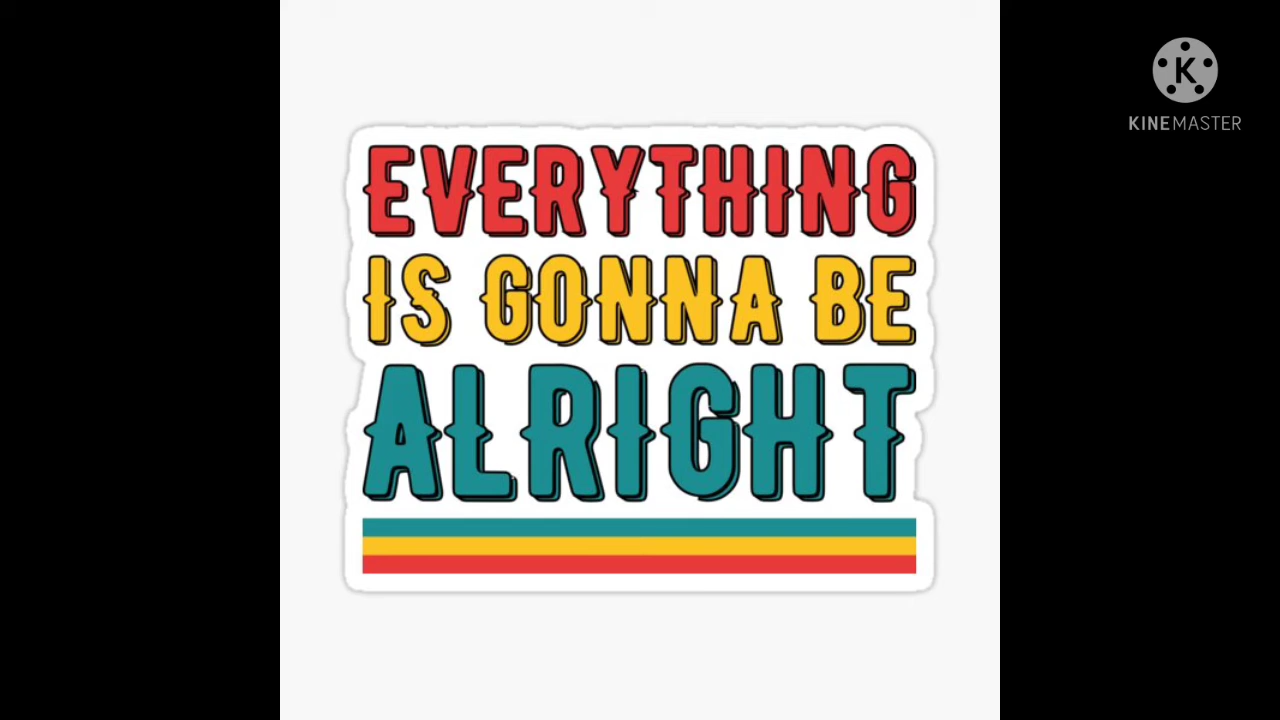 EVERYTHING
IS GONNA BE
ALRIGHT
K
KINEMASTER